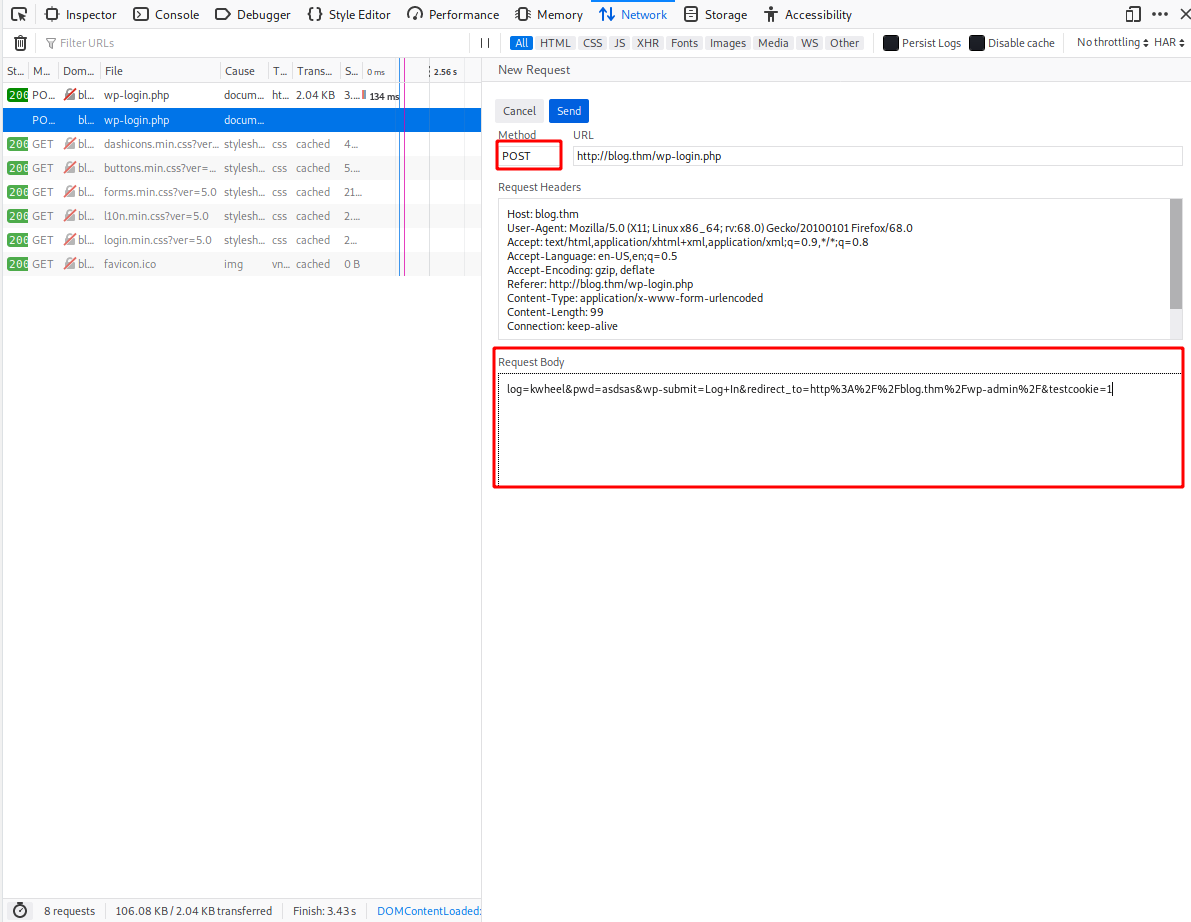 Inspector Console Debugger Style Editor Performance Memory Network Storage Accessibility
Filter URLs
All HTML CSS JS XHR Fonts Images Media WS Other Persist Logs Disable cache No throttling HAR
St... M... Dom... File Cause T... Trans... S... 0 ms 2.56 s
200 PO... bl... wp-login.php docum... ht... 2.04 KB 3... 134 ms
PO... bl... wp-login.php docum...
200 GET bl... dashicons.min.css?ver... stylesh... css cached 4...
200 GET bl... buttons.min.css?ver=... stylesh... css cached 5...
200 GET bl... forms.min.css?ver=5.0 stylesh... css cached 21...
200 GET bl... l10n.min.css?ver=5.0 stylesh... css cached 2...
200 GET bl... login.min.css?ver=5.0 stylesh... css cached 2...
200 GET bl... favicon.ico img vn... cached 0 B
New Request
Cancel Send
Method URL
POST http://blog.thm/wp-login.php
Request Headers
Host: blog.thm
User-Agent: Mozilla/5.0 (X11; Linux x86_64; rv:68.0) Gecko/20100101 Firefox/68.0
Accept: text/html,application/xhtml+xml,application/xml;q=0.9,*/*;q=0.8
Accept-Language: en-US,en;q=0.5
Accept-Encoding: gzip, deflate
Referer: http://blog.thm/wp-login.php
Content-Type: application/x-www-form-urlencoded
Content-Length: 99
Connection: keep-alive
Request Body
log=kwheel&pwd=asdsas&wp-submit=Log+In&redirect_to=http%3A%2F%2Fblog.thm%2Fwp-admin%2F&testcookie=1
8 requests 106.08 KB / 2.04 KB transferred Finish: 3.43 s DOMContentLoaded: